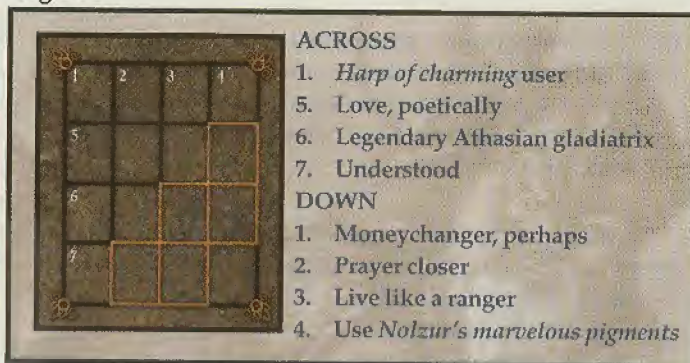 ACROSS
1. Harp of charming user
5. Love, poetically
6. Legendary Athasian gladiatrix
7. Understood
DOWN
1. Moneychanger, perhaps
2. Prayer closer
3. Live like a ranger
4. Use Nolzur's marvelous pigments
1 2 3 4
5
6
7